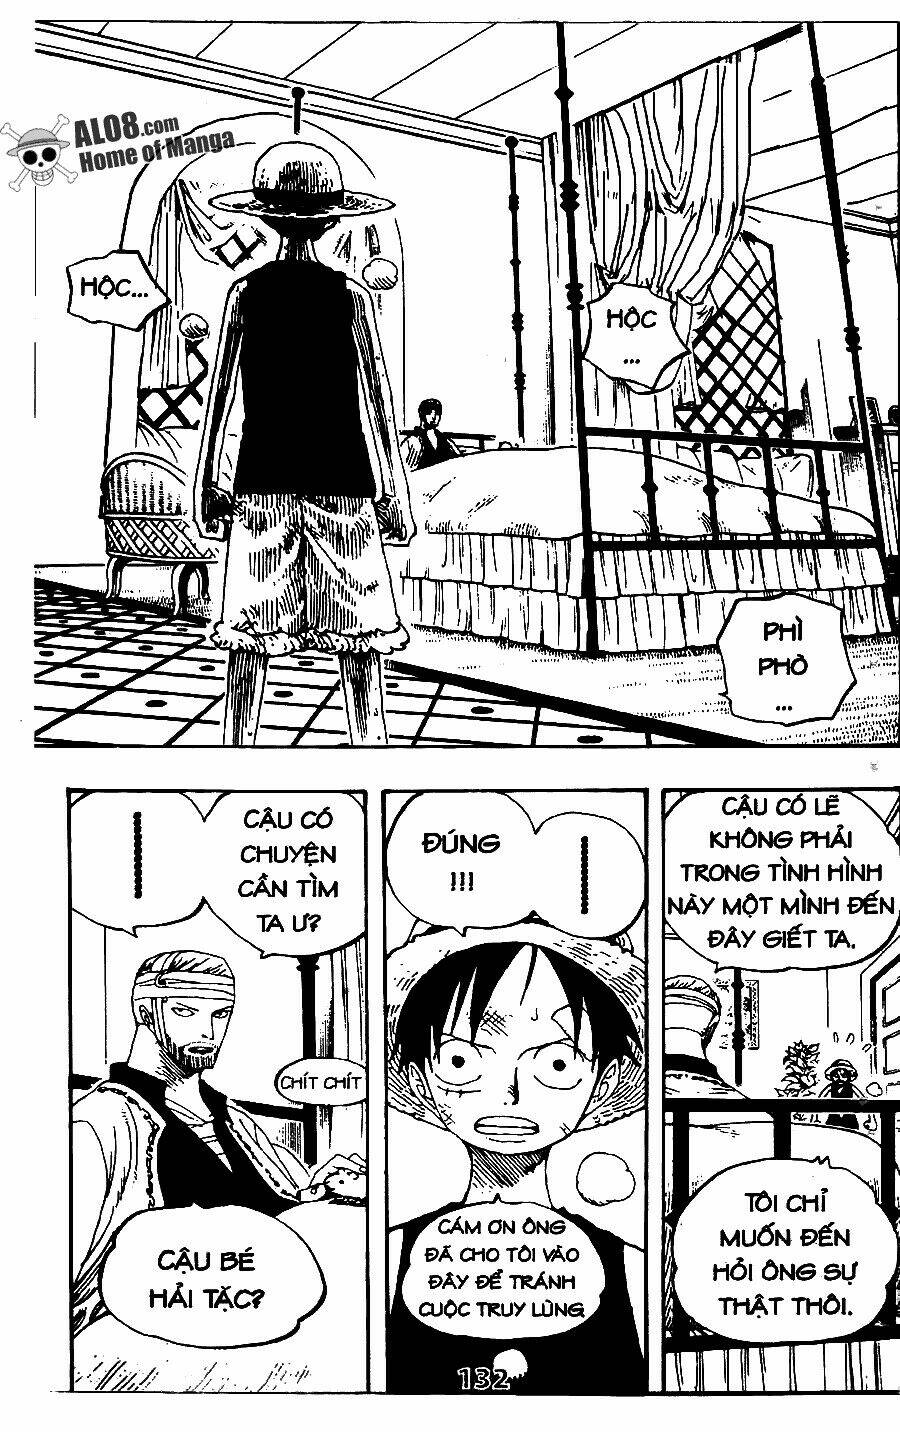 AL08.com
Home of Manga
HỘC...
HỘC
...
PHÌ
PHÒ
...
CẬU CÓ
CHUYỆN
CẦN TÌM
TA Ư?
CHÍT CHÍT
CẬU BÉ
HẢI TẶC?
ĐÚNG
!!!
CÁM ƠN ÔNG
ĐÃ CHO TÔI VÀO
ĐÂY ĐỂ TRÁNH
CUỘC TRUY LÙNG.
CẬU CÓ LẼ
KHÔNG PHẢI
TRONG TÌNH HÌNH
NÀY MỘT MÌNH ĐẾN
ĐÂY GIẾT TA.
TÔI CHỈ
MUỐN ĐẾN
HỎI ÔNG SỰ
THẬT THÔI.
132